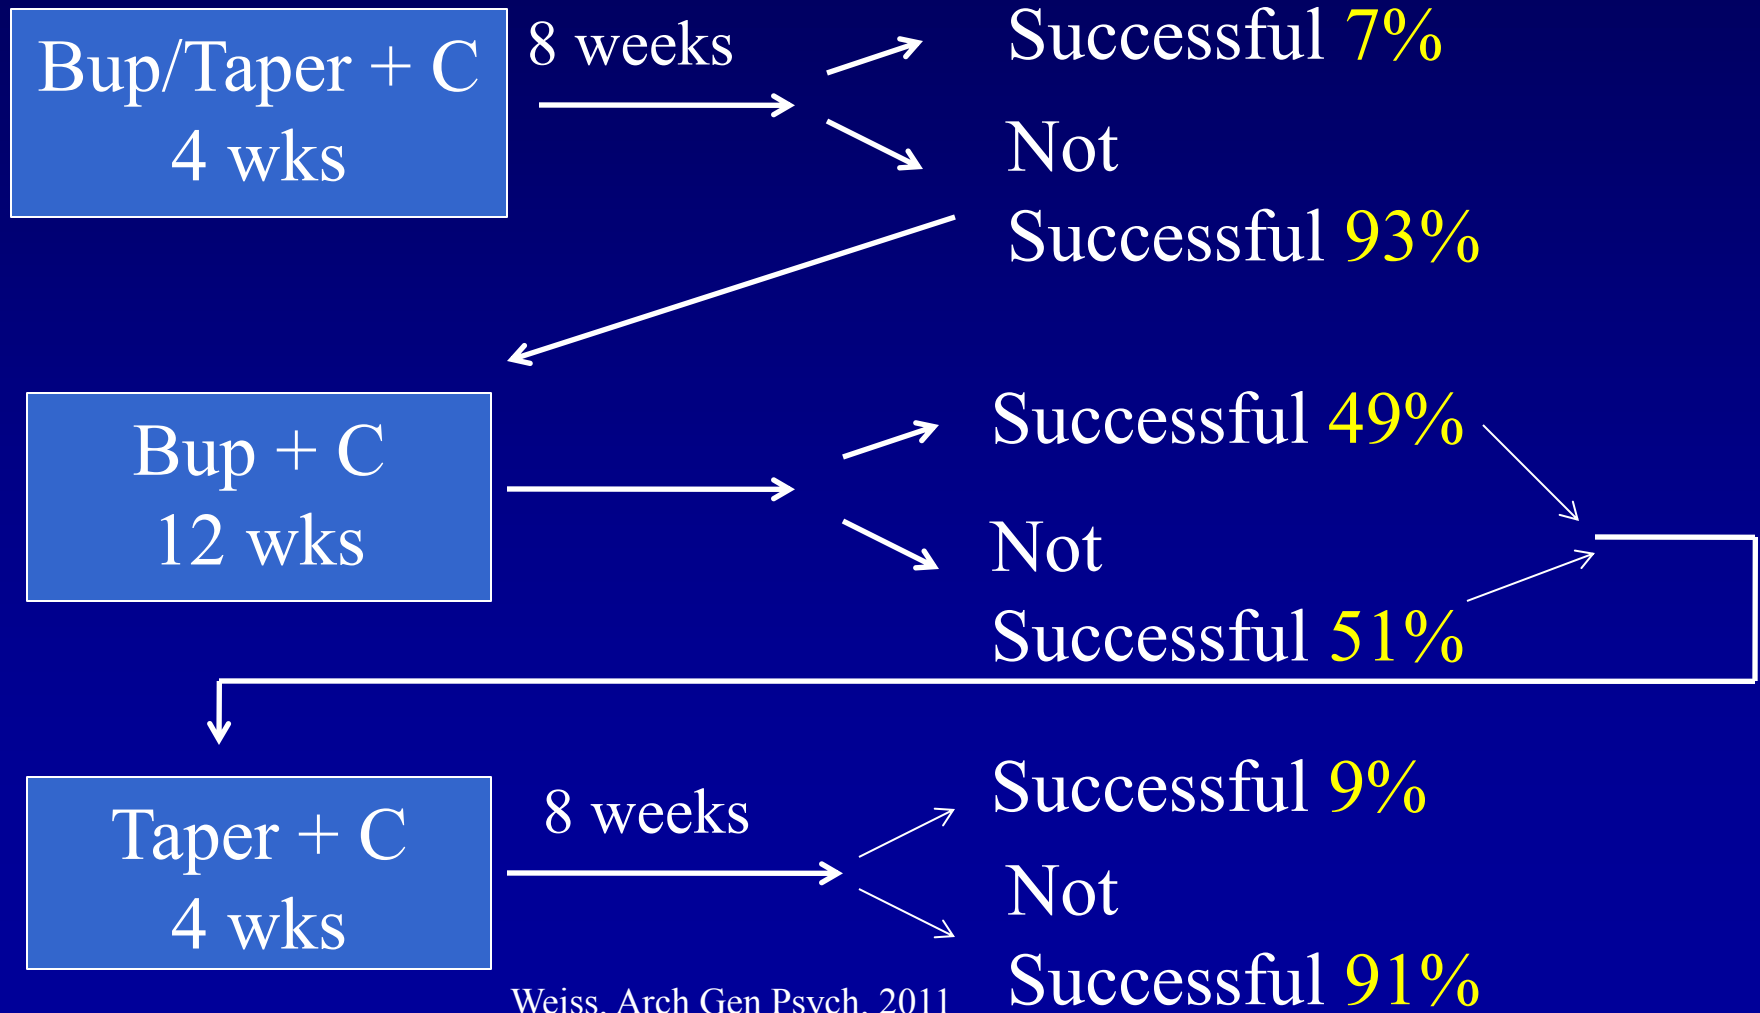 Bup/Taper + C
4 wks
8 weeks
Successful 7%
Not
Successful 93%
Bup + C
12 wks
Successful 49%
Not
Successful 51%
Taper + C
4 wks
8 weeks
Successful 9%
Not
Successful 91%
Weiss, Arch Gen Psych, 2011